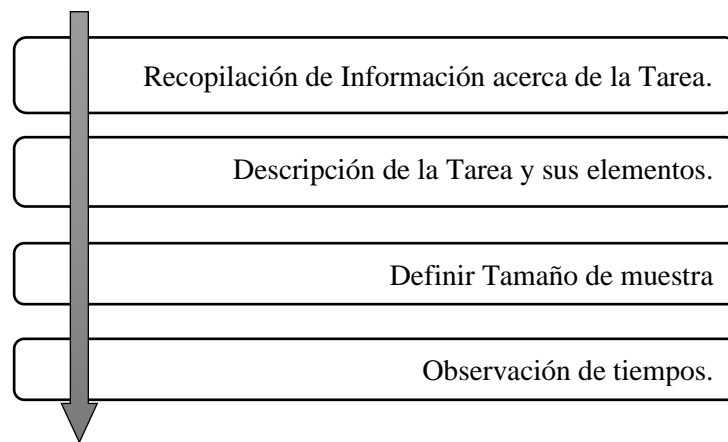 Recopilación de Información acerca de la Tarea.
Descripción de la Tarea y sus elementos.
Definir Tamaño de muestra
Observación de tiempos.